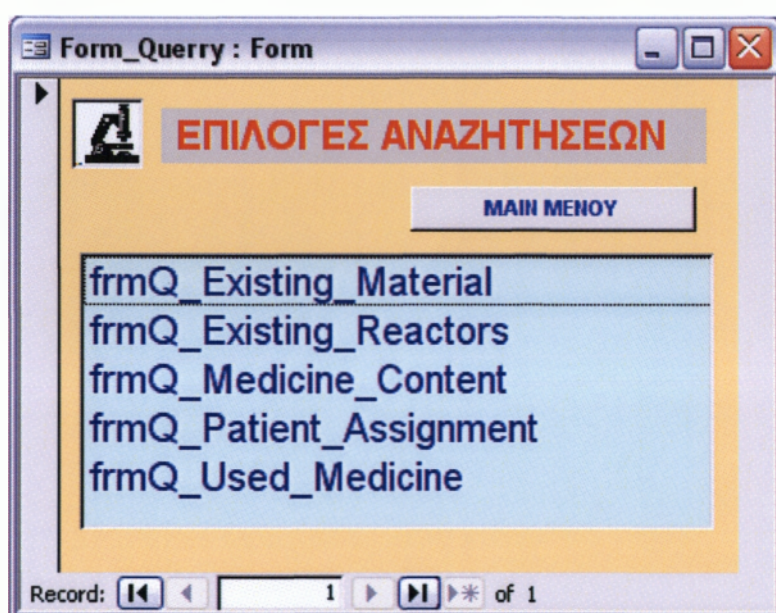 Form_Querry : Form
ΕΠΙΛΟΓΕΣ ΑΝΑΖΗΤΗΣΕΩΝ
MAIN MENOY
frmQ_Existing_Material
frmQ_Existing_Reactors
frmQ_Medicine_Content
frmQ_Patient_Assignment
frmQ_Used_Medicine
Record: 1 of 1